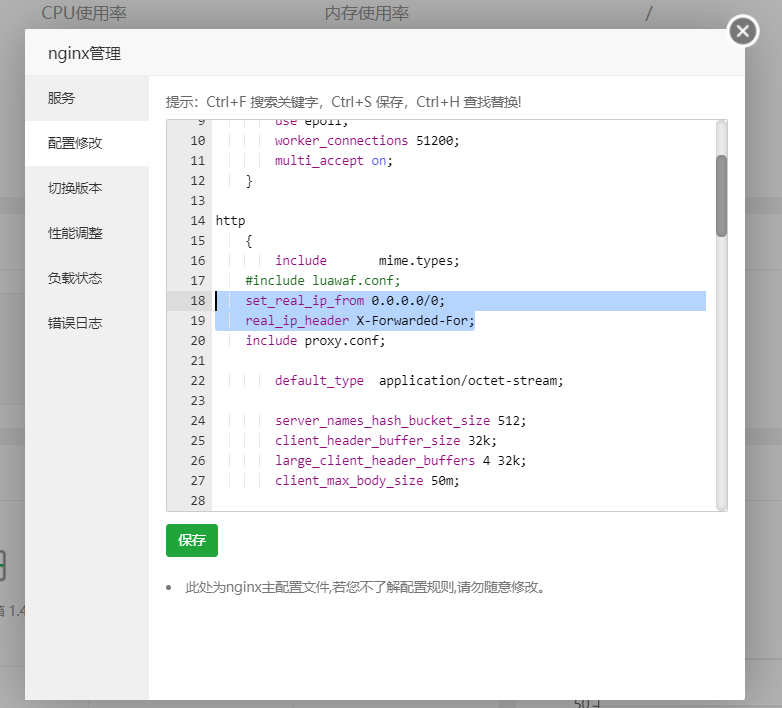 CPU使用率
内存使用率
/
nginx管理
服务
配置修改
切换版本
性能调整
负载状态
错误日志
提示：Ctrl+F 搜索关键字，Ctrl+S 保存，Ctrl+H 查找替换!
9 use epoll;
10 worker_connections 51200;
11 multi_accept on;
12 }
13
14 http
15 {
16 include mime.types;
17 #include luawaf.conf;
18 set_real_ip_from 0.0.0.0/0;
19 real_ip_header X-Forwarded-For;
20 include proxy.conf;
21
22 default_type application/octet-stream;
23
24 server_names_hash_bucket_size 512;
25 client_header_buffer_size 32k;
26 large_client_header_buffers 4 32k;
27 client_max_body_size 50m;
28
保存
此处为nginx主配置文件,若您不了解配置规则,请勿随意修改。
1.4
50